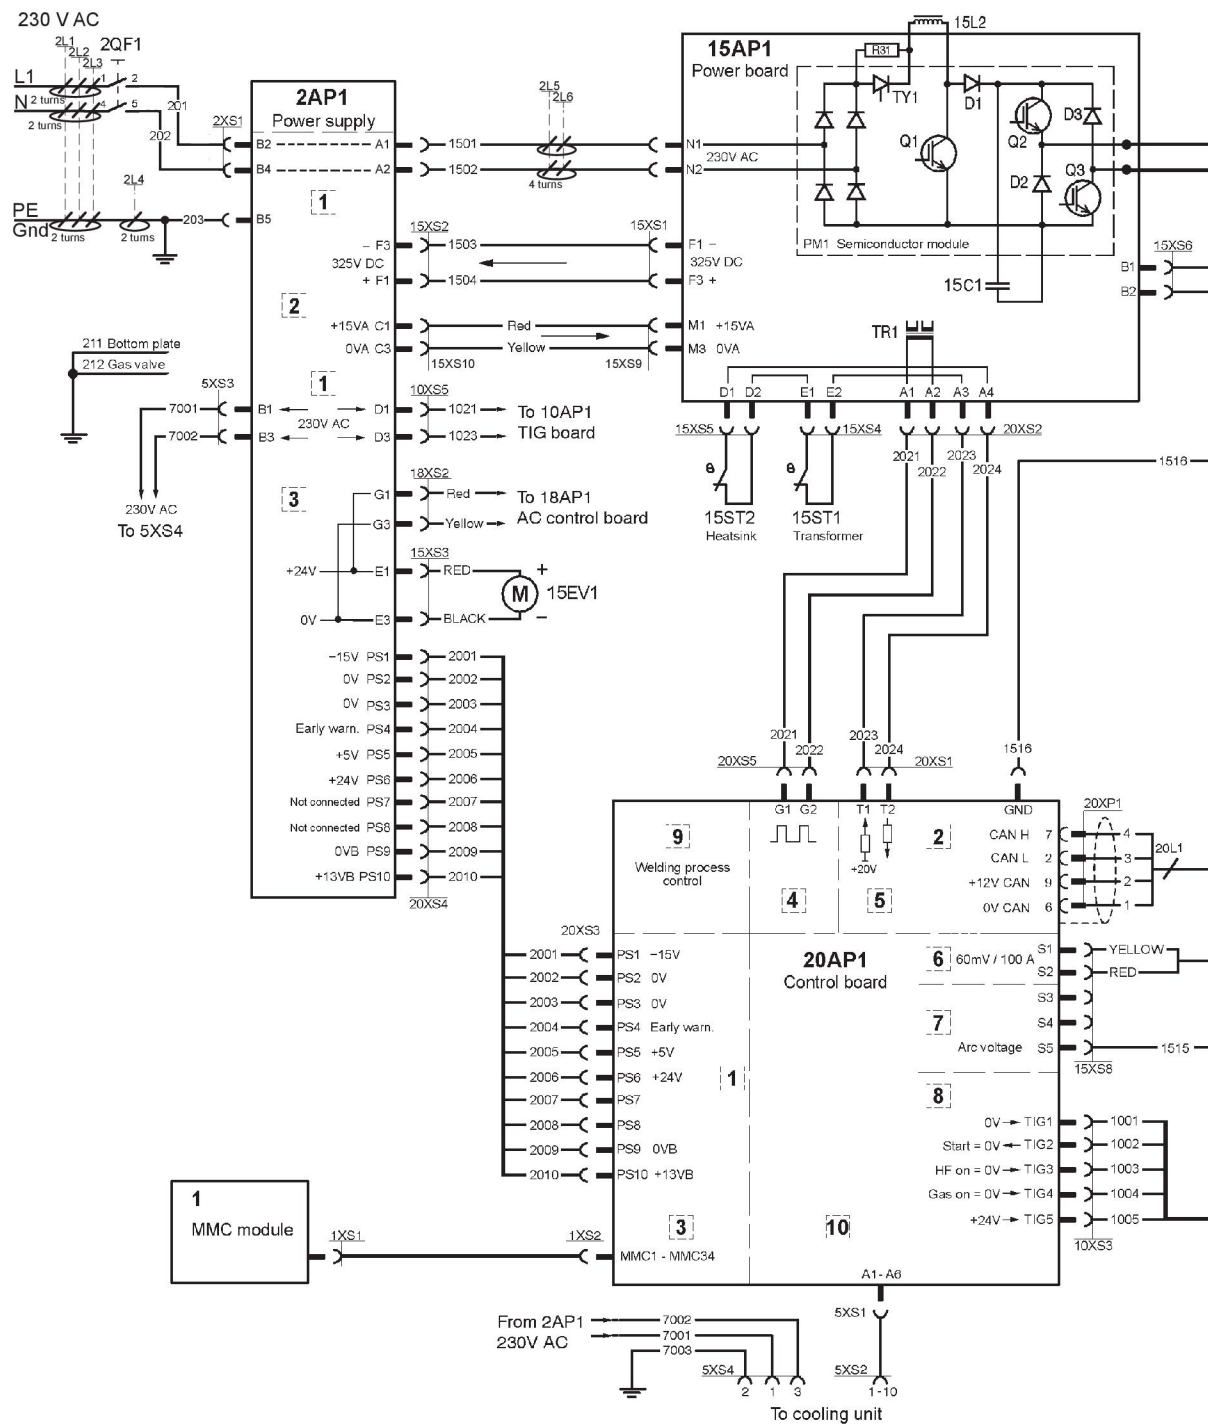 230 V AC
2L1
2L2
2L3
2QF1
L1
1
2
2 turns
201
N
4
5
2 turns
202
2L4
PE
Gnd
2 turns
2 turns
203
2XS1
2AP1
Power supply
B2
A1
B4
A2
B5
1
1501
1502
2L5
2L6
4 turns
15XS2
15XS1
– F3
1503
325V DC
+ F1
1504
2
+15VA C1
Red
0VA C3
Yellow
15XS10
15XS9
211 Bottom plate
212 Gas valve
1
5XS3
10XS5
7001
B1
D1
1021
To 10AP1
TIG board
230V AC
7002
B3
D3
1023
230V AC
To 5XS4
3
18XS2
G1
Red
To 18AP1
AC control board
G3
Yellow
15XS3
+24V
E1
RED
+
M
15EV1
0V
E3
BLACK
–
–15V PS1
2001
0V PS2
2002
0V PS3
2003
Early warn. PS4
2004
+5V PS5
2005
+24V PS6
2006
Not connected PS7
2007
Not connected PS8
2008
0VB PS9
2009
+13VB PS10
2010
20XS4
15AP1
Power board
15L2
R31
TY1
D1
Q1
Q2
D3
D2
Q3
N1
230V AC
N2
PM1 Semiconductor module
F1 –
325V DC
F3 +
15C1
15XS6
B1
B2
M1 +15VA
M3 0VA
TR1
D1
D2
E1
E2
A1
A2
A3
A4
15XS5
15XS4
20XS2
2021
2022
2023
2024
1516
θ
θ
15ST2
Heatsink
15ST1
Transformer
2021
2022
2023
2024
1516
20XS5
20XS1
G1
G2
T1
T2
GND
20XP1
9
Welding process
control
4
+20V
5
2
CAN H 7
4
CAN L 2
3
+12V CAN 9
2
0V CAN 6
1
20L1
20XS3
20AP1
Control board
2001
PS1 –15V
2002
PS2 0V
2003
PS3 0V
2004
PS4 Early warn.
2005
PS5 +5V
2006
PS6 +24V
2007
PS7
2008
PS8
2009
PS9 0VB
2010
PS10 +13VB
1
6
60mV / 100 A
S1
YELLOW
S2
RED
S3
7
S4
Arc voltage
S5
1515
15XS8
8
0V
TIG1
1001
Start = 0V
TIG2
1002
HF on = 0V
TIG3
1003
Gas on = 0V
TIG4
1004
+24V
TIG5
1005
10XS3
3
10
1
MMC module
1XS1
1XS2
MMC1 - MMC34
A1- A6
From 2AP1
230V AC
7002
7001
7003
5XS4
2
1
3
5XS1
5XS2
1-10
To cooling unit